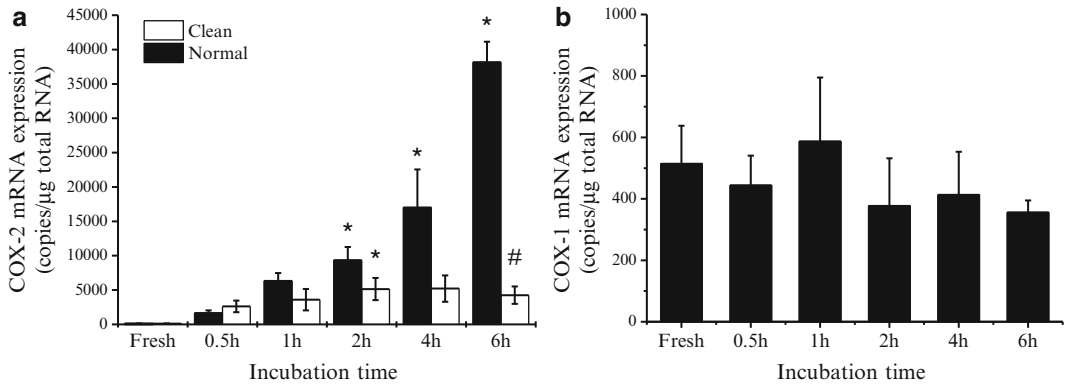 a
COX-2 mRNA expression
(copies/µg total RNA)
45000
40000
35000
30000
25000
20000
15000
10000
5000
0
Clean
Normal
*
*
*
*
#
Fresh
0.5h
1h
2h
4h
6h
Incubation time
b
COX-1 mRNA expression
(copies/µg total RNA)
1000
800
600
400
200
0
Fresh
0.5h
1h
2h
4h
6h
Incubation time